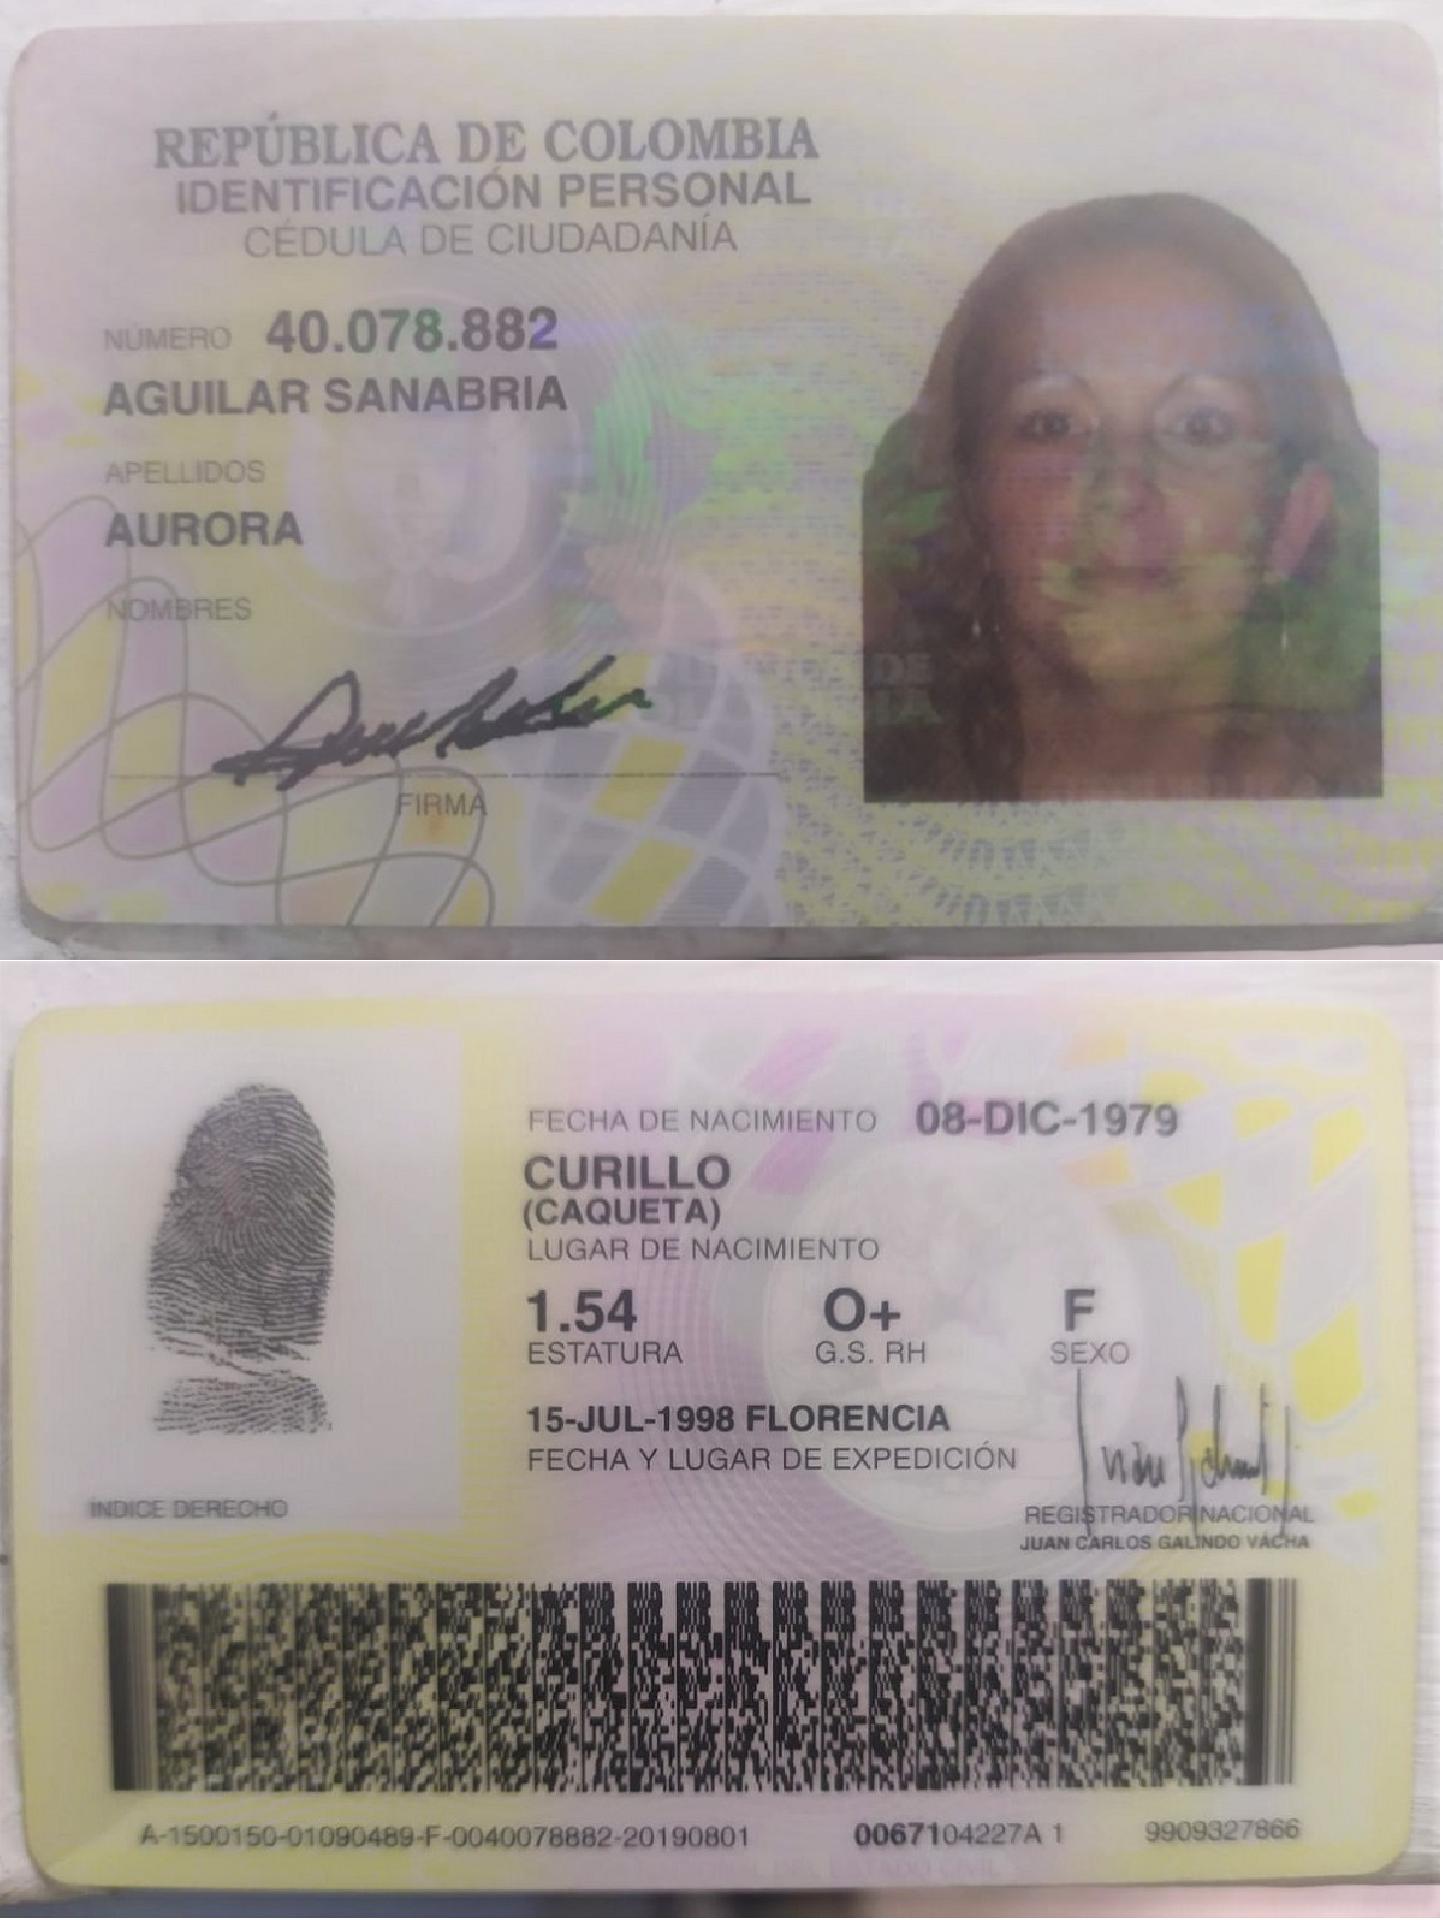 REPÚBLICA DE COLOMBIA
IDENTIFICACIÓN PERSONAL
CÉDULA DE CIUDADANÍA
NÚMERO 40.078.882
AGUILAR SANABRIA
APELLIDOS
AURORA
NOMBRES
FIRMA
FECHA DE NACIMIENTO 08-DIC-1979
CURILLO
(CAQUETA)
LUGAR DE NACIMIENTO
1.54 O+ F
ESTATURA G.S. RH SEXO
15-JUL-1998 FLORENCIA
FECHA Y LUGAR DE EXPEDICIÓN
ÍNDICE DERECHO
REGISTRADOR NACIONAL
JUAN CARLOS GALINDO VÁCHA
A-1500150-01090489-F-0040078882-20190801 0067104227A 1 9909327866